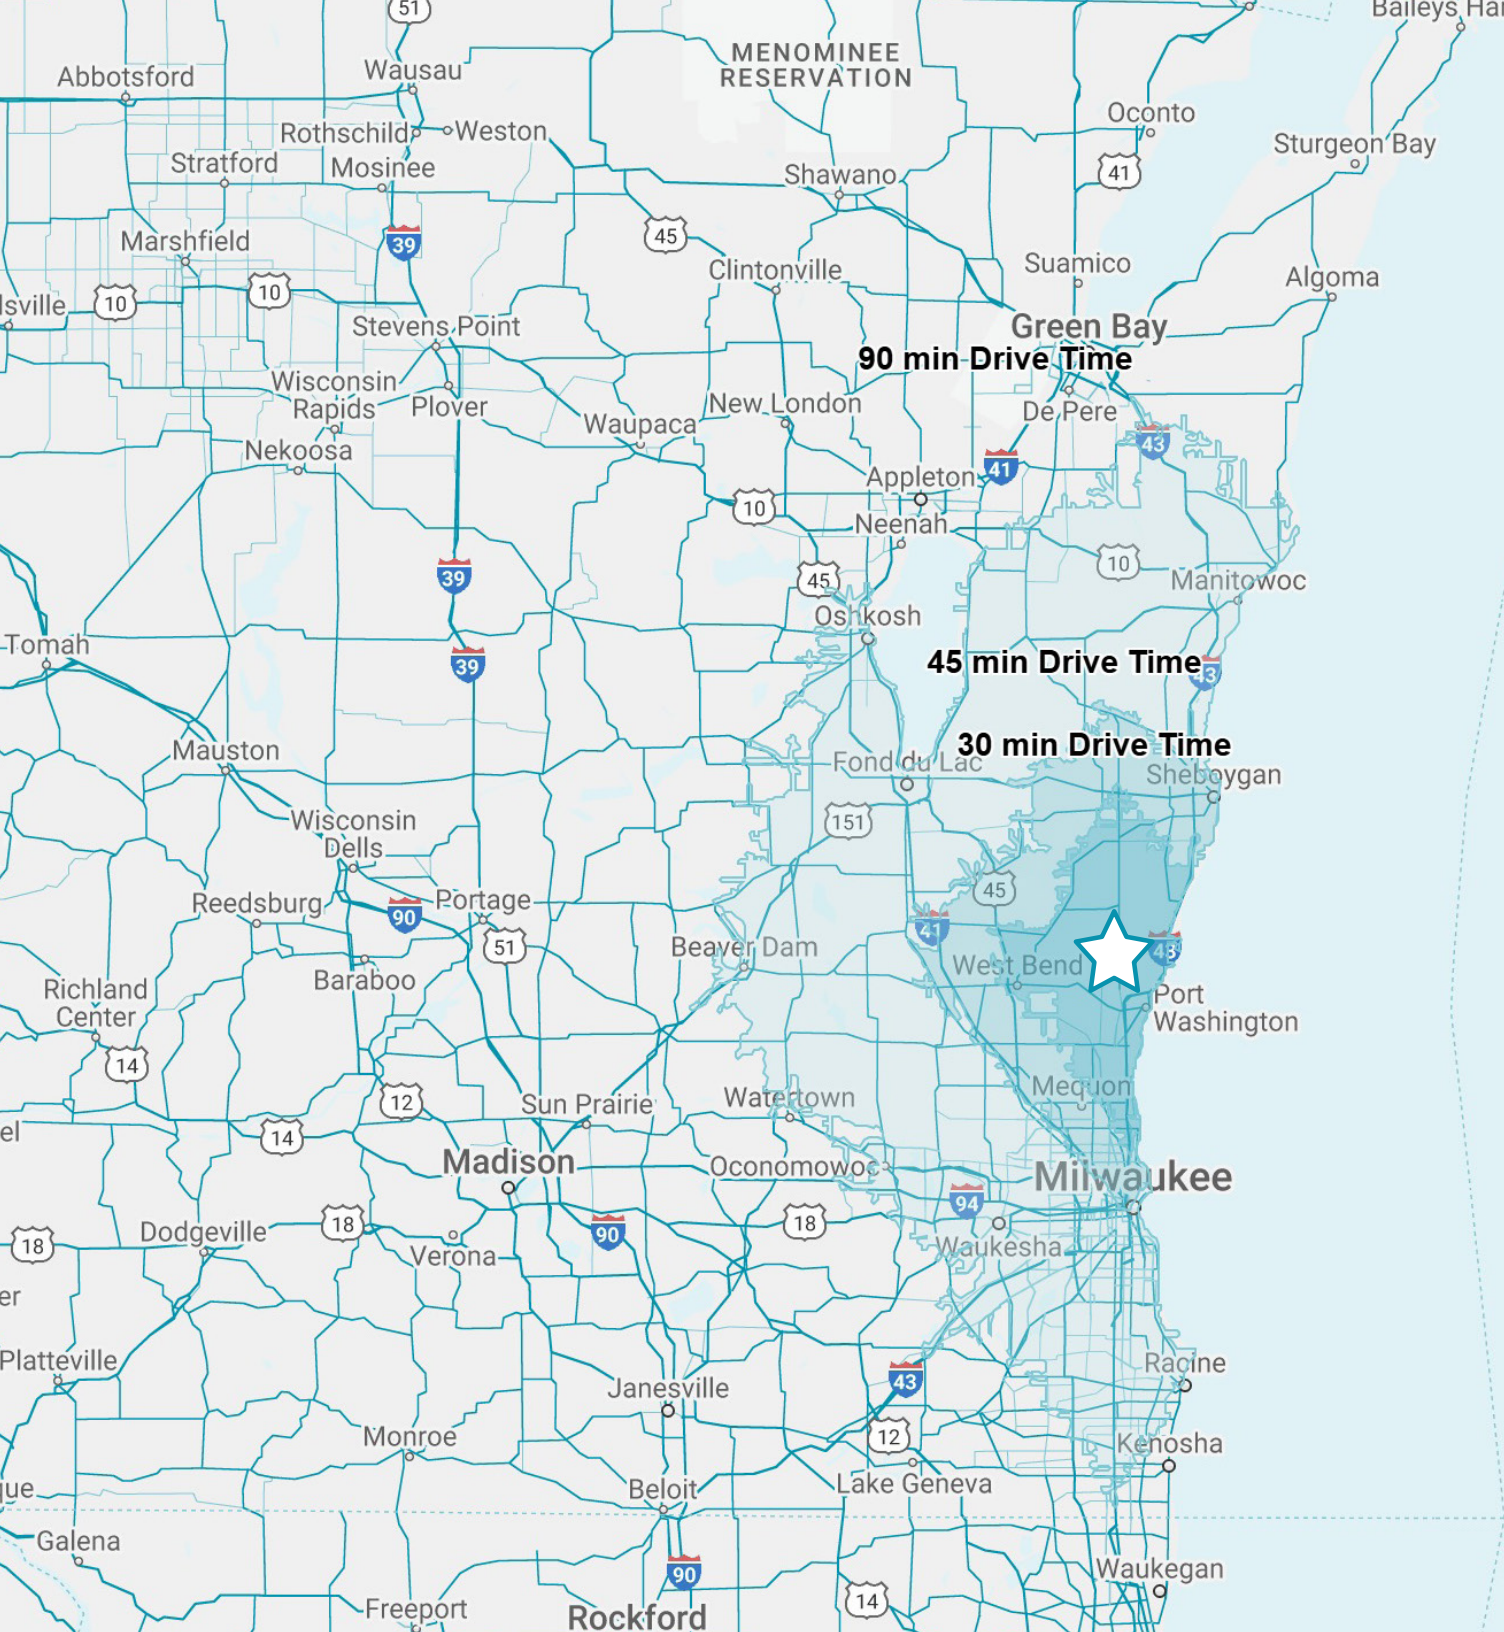 51
Baileys Har
Abbotsford
Wausau
MENOMINEE
RESERVATION
Rothschild
Weston
Oconto
Stratford
Mosinee
Shawano
41
Sturgeon Bay
Marshfield
39
45
Clintonville
Suamico
Algoma
lsville
10
10
Stevens Point
Green Bay
90 min Drive Time
Wisconsin
Rapids
Plover
New London
De Pere
Nekoosa
Waupaca
43
Appleton
41
10
Neenah
39
45
10
Manitowoc
Oshkosh
Tomah
39
45 min Drive Time
43
Mauston
30 min Drive Time
Fond du Lac
Sheboygan
Wisconsin
Dells
151
Reedsburg
90
Portage
45
51
Beaver Dam
41
43
Baraboo
West Bend
Richland
Center
Port
Washington
14
12
Sun Prairie
Watertown
Mequon
el
14
Madison
Oconomowoc
Milwaukee
18
Dodgeville
18
Verona
90
18
94
Waukesha
er
Platteville
Janesville
43
Racine
Monroe
12
Kenosha
que
Beloit
Lake Geneva
Galena
90
Waukegan
Freeport
Rockford
14